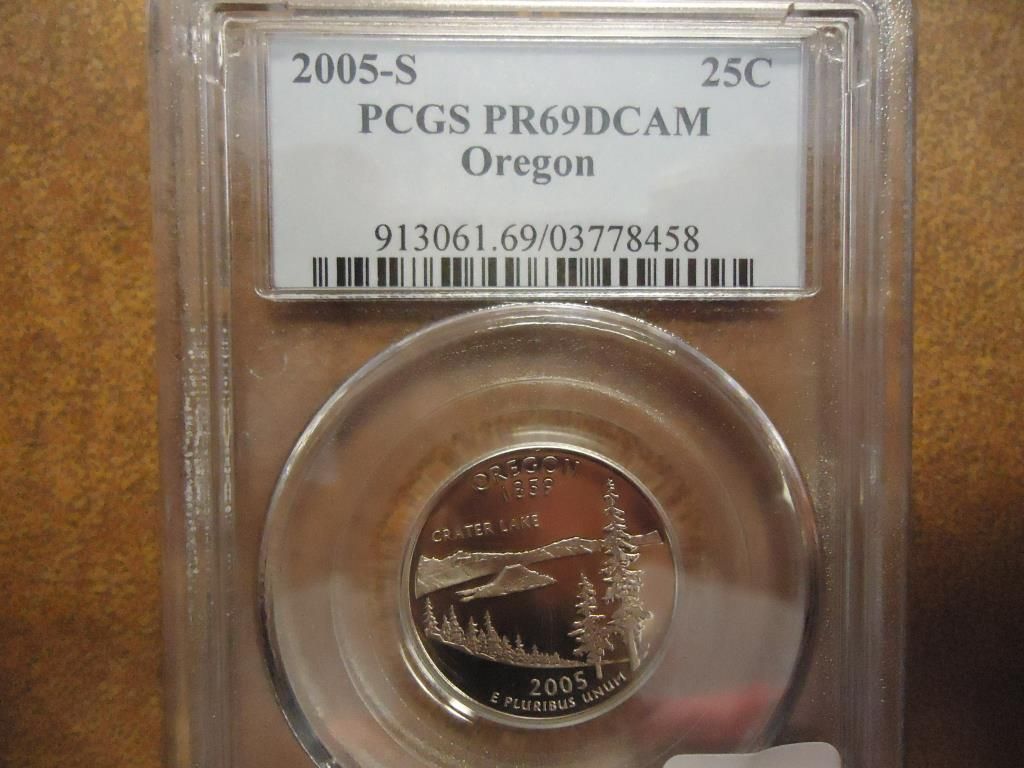 2005-S 25C
PCGS PR69DCAM
Oregon
913061.69/03778458
OREGON
1859
CRATER LAKE
2005
E PLURIBUS UNUM